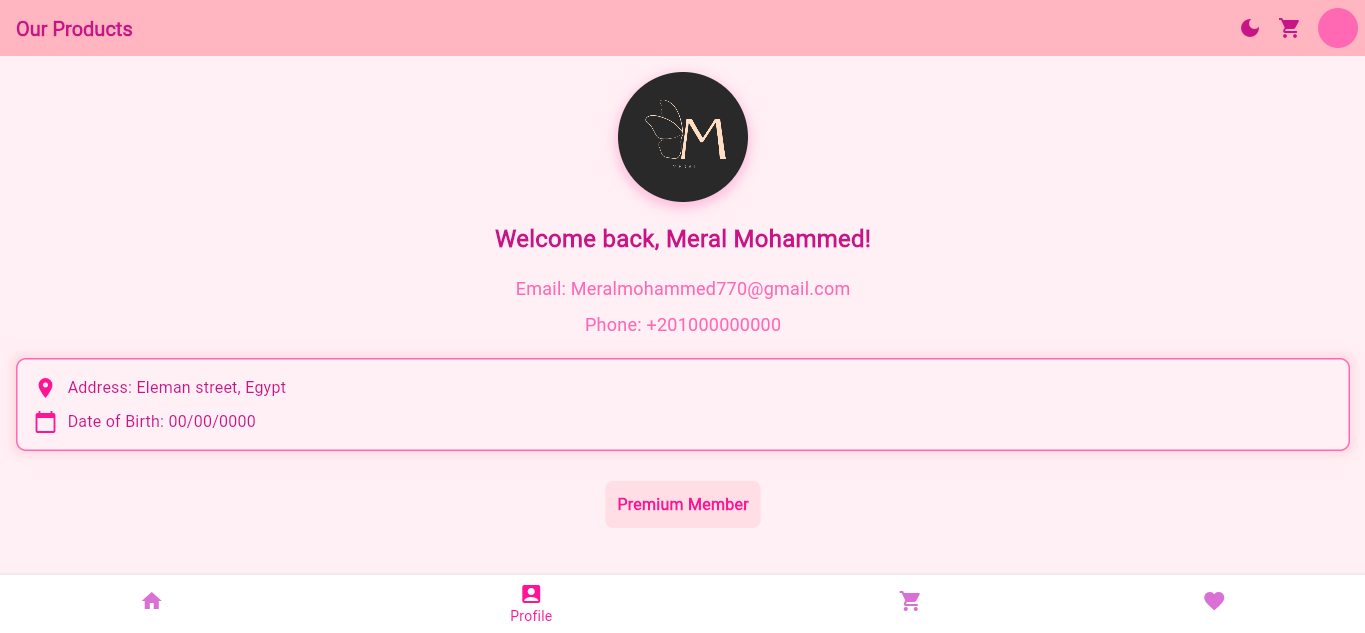 Our Products
M
Welcome back, Meral Mohammed!
Email: Meralmohammed770@gmail.com
Phone: +201000000000
Address: Eleman street, Egypt
Date of Birth: 00/00/0000
Premium Member
Profile